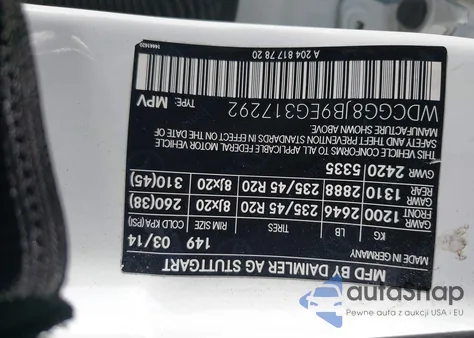 MFD BY DAIMLER AG STUTTGART
MADE IN GERMANY
03/14
149
KG LB RIM SIZE COLD KPA (PSI)
GAWR FRONT 1200 2646 235/45 R20 8Jx20 260(38)
GAWR REAR 1310 2888 235/45 R20 8Jx20 310(45)
GVWR 2420 5335
THIS VEHICLE CONFORMS TO ALL APPLICABLE FEDERAL MOTOR VEHICLE
SAFETY AND THEFT PREVENTION STANDARDS IN EFFECT ON THE DATE OF
MANUFACTURE SHOWN ABOVE.
WDCGG8JB9EG317292 TYPE: MPV
A 204 817 78 20
autaShop
Pewne auta z aukcji USA i EU